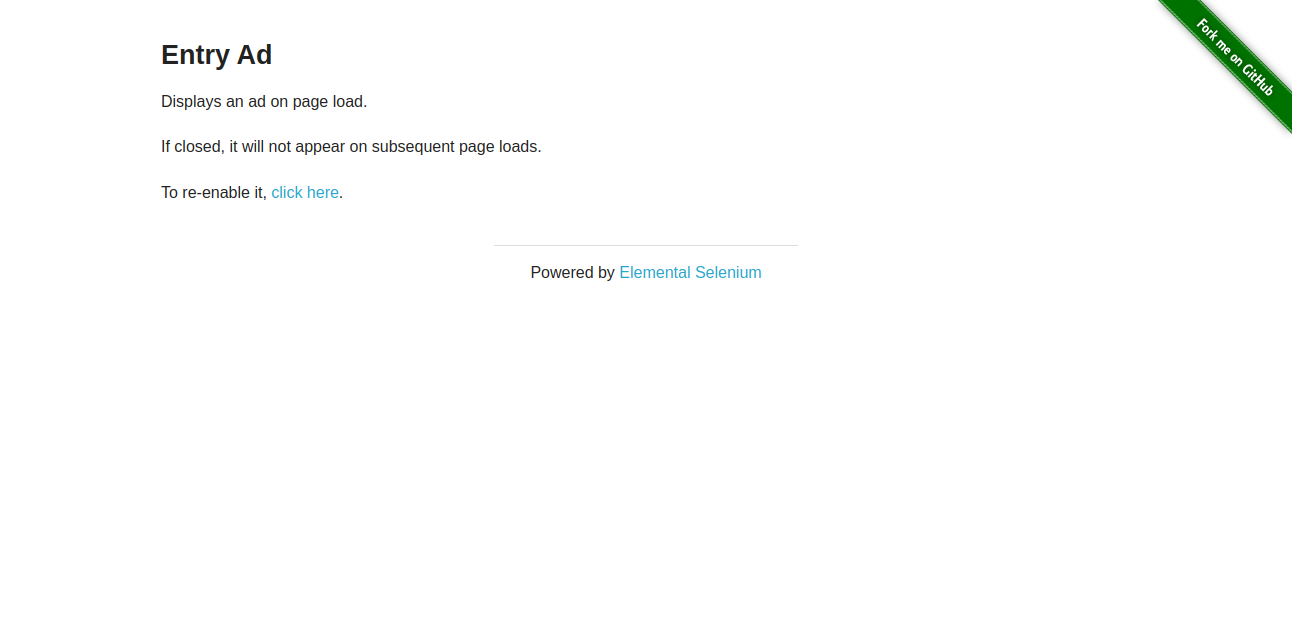 Fork me on GitHub
Entry Ad
Displays an ad on page load.
If closed, it will not appear on subsequent page loads.
To re-enable it, click here.
Powered by Elemental Selenium